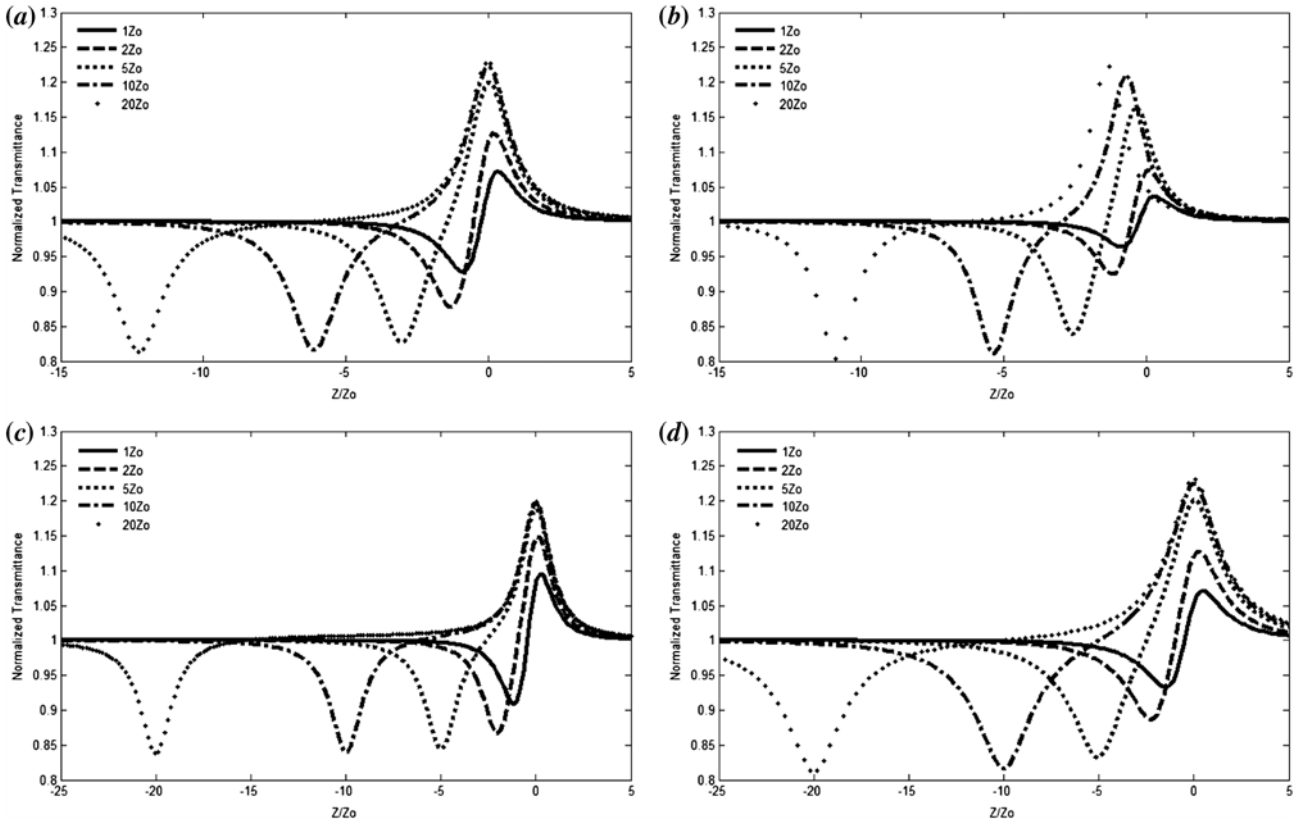 (a)
1.3
1.25
1.2
1.15
1.1
1.05
1
0.95
0.9
0.85
0.8
Normalized Transmittance
1Zo
2Zo
5Zo
10Zo
20Zo
-15
-10
-5
0
5
Z/Zo
(b)
1.3
1.25
1.2
1.15
1.1
1.05
1
0.95
0.9
0.85
0.8
Normalized Transmittance
1Zo
2Zo
5Zo
10Zo
20Zo
-15
-10
-5
0
5
Z/Zo
(c)
1.3
1.25
1.2
1.15
1.1
1.05
1
0.95
0.9
0.85
0.8
Normalized Transmittance
1Zo
2Zo
5Zo
10Zo
20Zo
-25
-20
-15
-10
-5
0
5
Z/Zo
(d)
1.3
1.25
1.2
1.15
1.1
1.05
1
0.95
0.9
0.85
0.8
Normalized Transmittance
1Zo
2Zo
5Zo
10Zo
20Zo
-25
-20
-15
-10
-5
0
5
Z/Zo